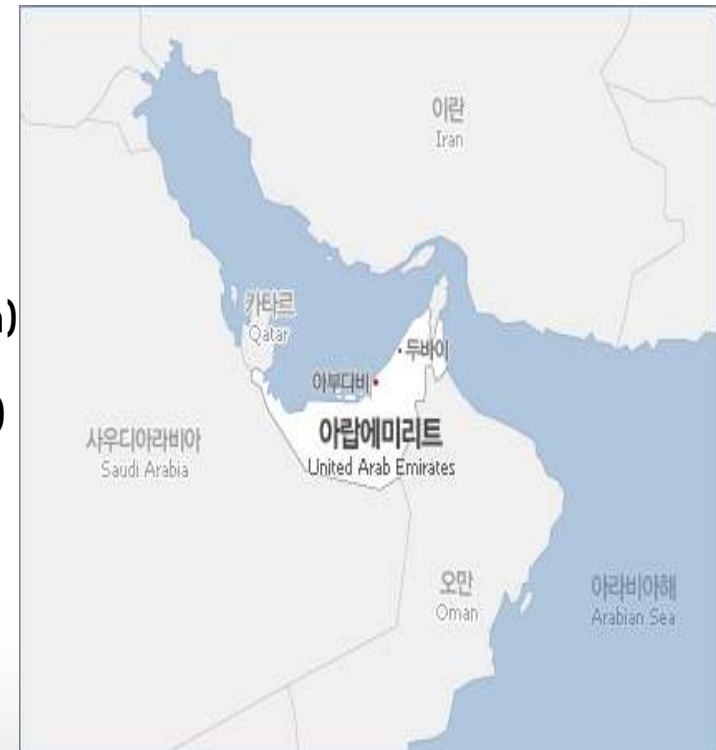 이란
Iran
카타르
Qatar
두바이
아부다비
아랍에미리트
United Arab Emirates
사우디아라비아
Saudi Arabia
오만
Oman
아라비아해
Arabian Sea
)
)